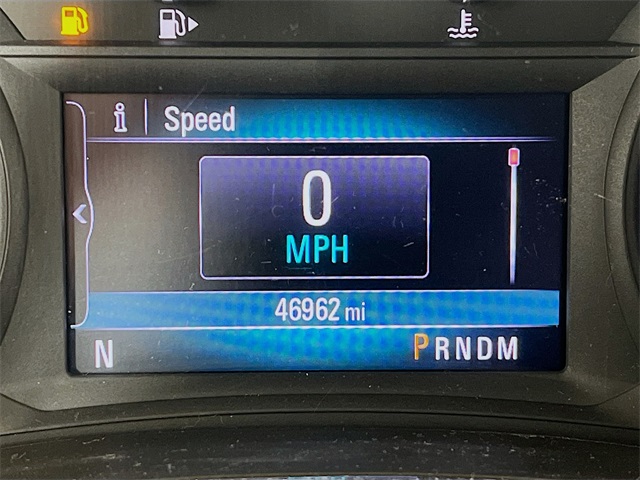 i Speed
0
MPH
46962 mi
N PRNDM